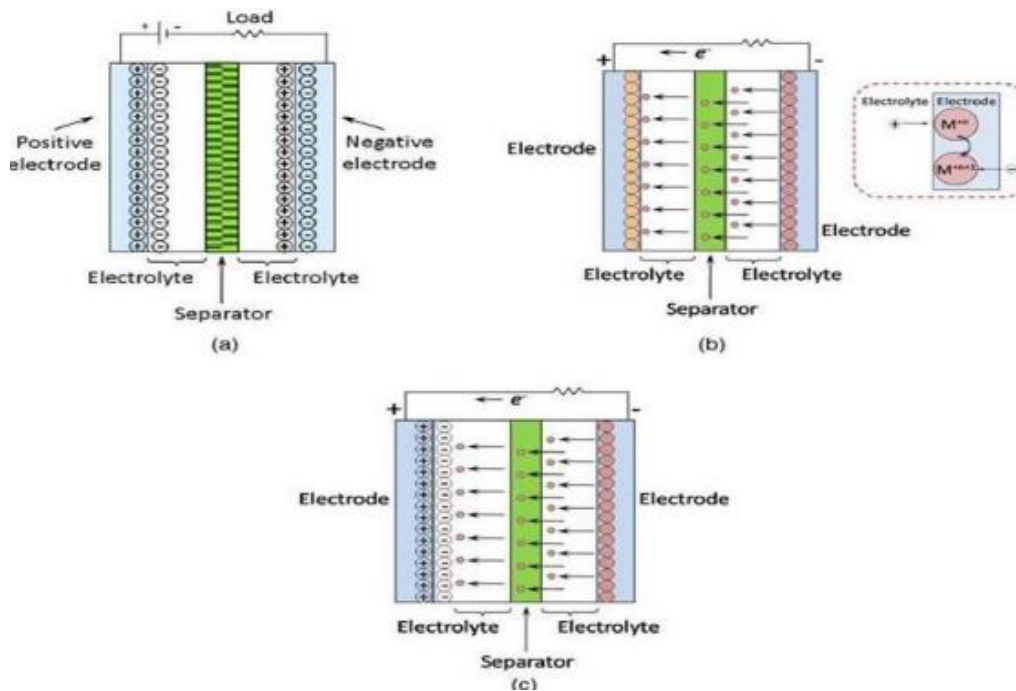 + -
Load
Positive
electrode
Negative
electrode
Electrolyte
Electrolyte
Separator
(a)
e-
+
-
Electrode
Electrode
Electrolyte
Electrolyte
Separator
(b)
Electrolyte
Electrode
+
e-
+
-
Electrode
Electrode
Electrolyte
Electrolyte
Separator
(c)